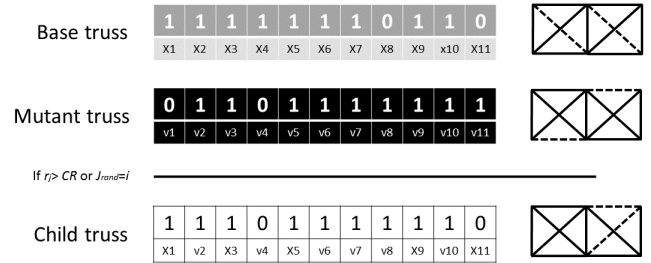 Base truss
1 1 1 1 1 1 1 0 1 1 0
X1 X2 X3 X4 X5 X6 X7 X8 X9 x10 X11
Mutant truss
0 1 1 0 1 1 1 1 1 1 1
v1 v2 v3 v4 v5 v6 v7 v8 v9 v10 v11
If rj> CR or Jrand=i
Child truss
1 1 1 0 1 1 1 1 1 1 0
X1 v2 X3 v4 X5 v6 v7 v8 X9 v10 X11